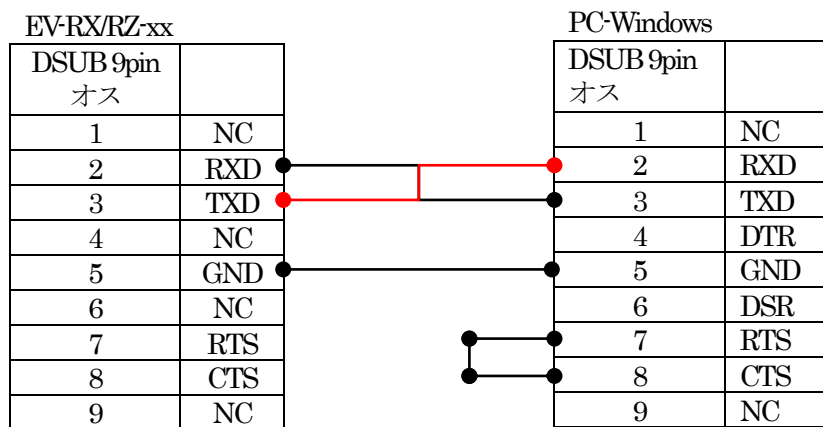 EV-RX/RZ-xx
DSUB 9pin
オス
1 NC
2 RXD
3 TXD
4 NC
5 GND
6 NC
7 RTS
8 CTS
9 NC
PC-Windows
DSUB 9pin
オス
1 NC
2 RXD
3 TXD
4 DTR
5 GND
6 DSR
7 RTS
8 CTS
9 NC